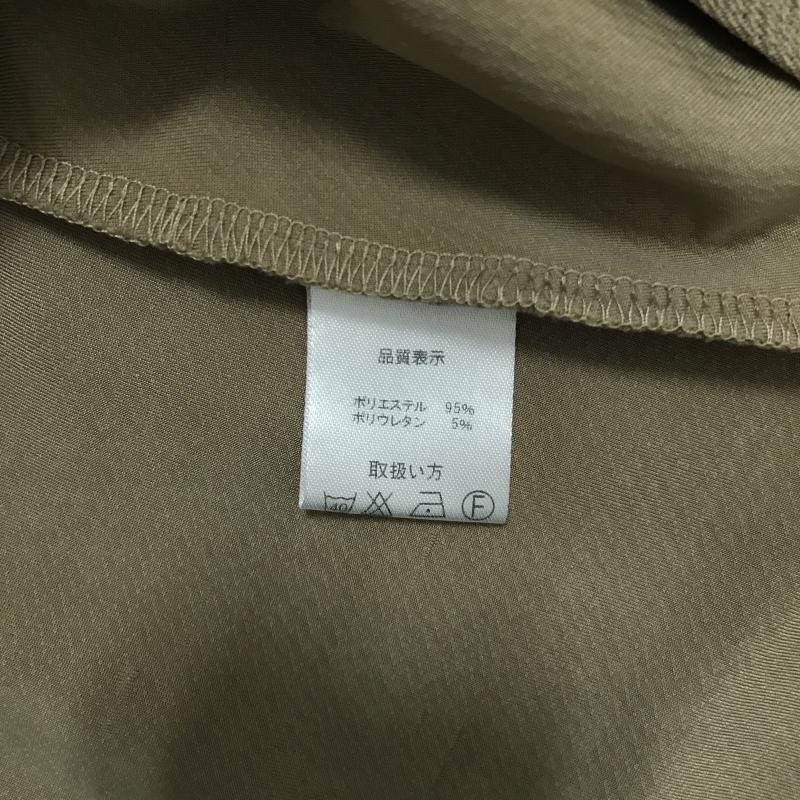 品質表示
ポリエステル 95%
ポリウレタン 5%
取扱い方
40 F